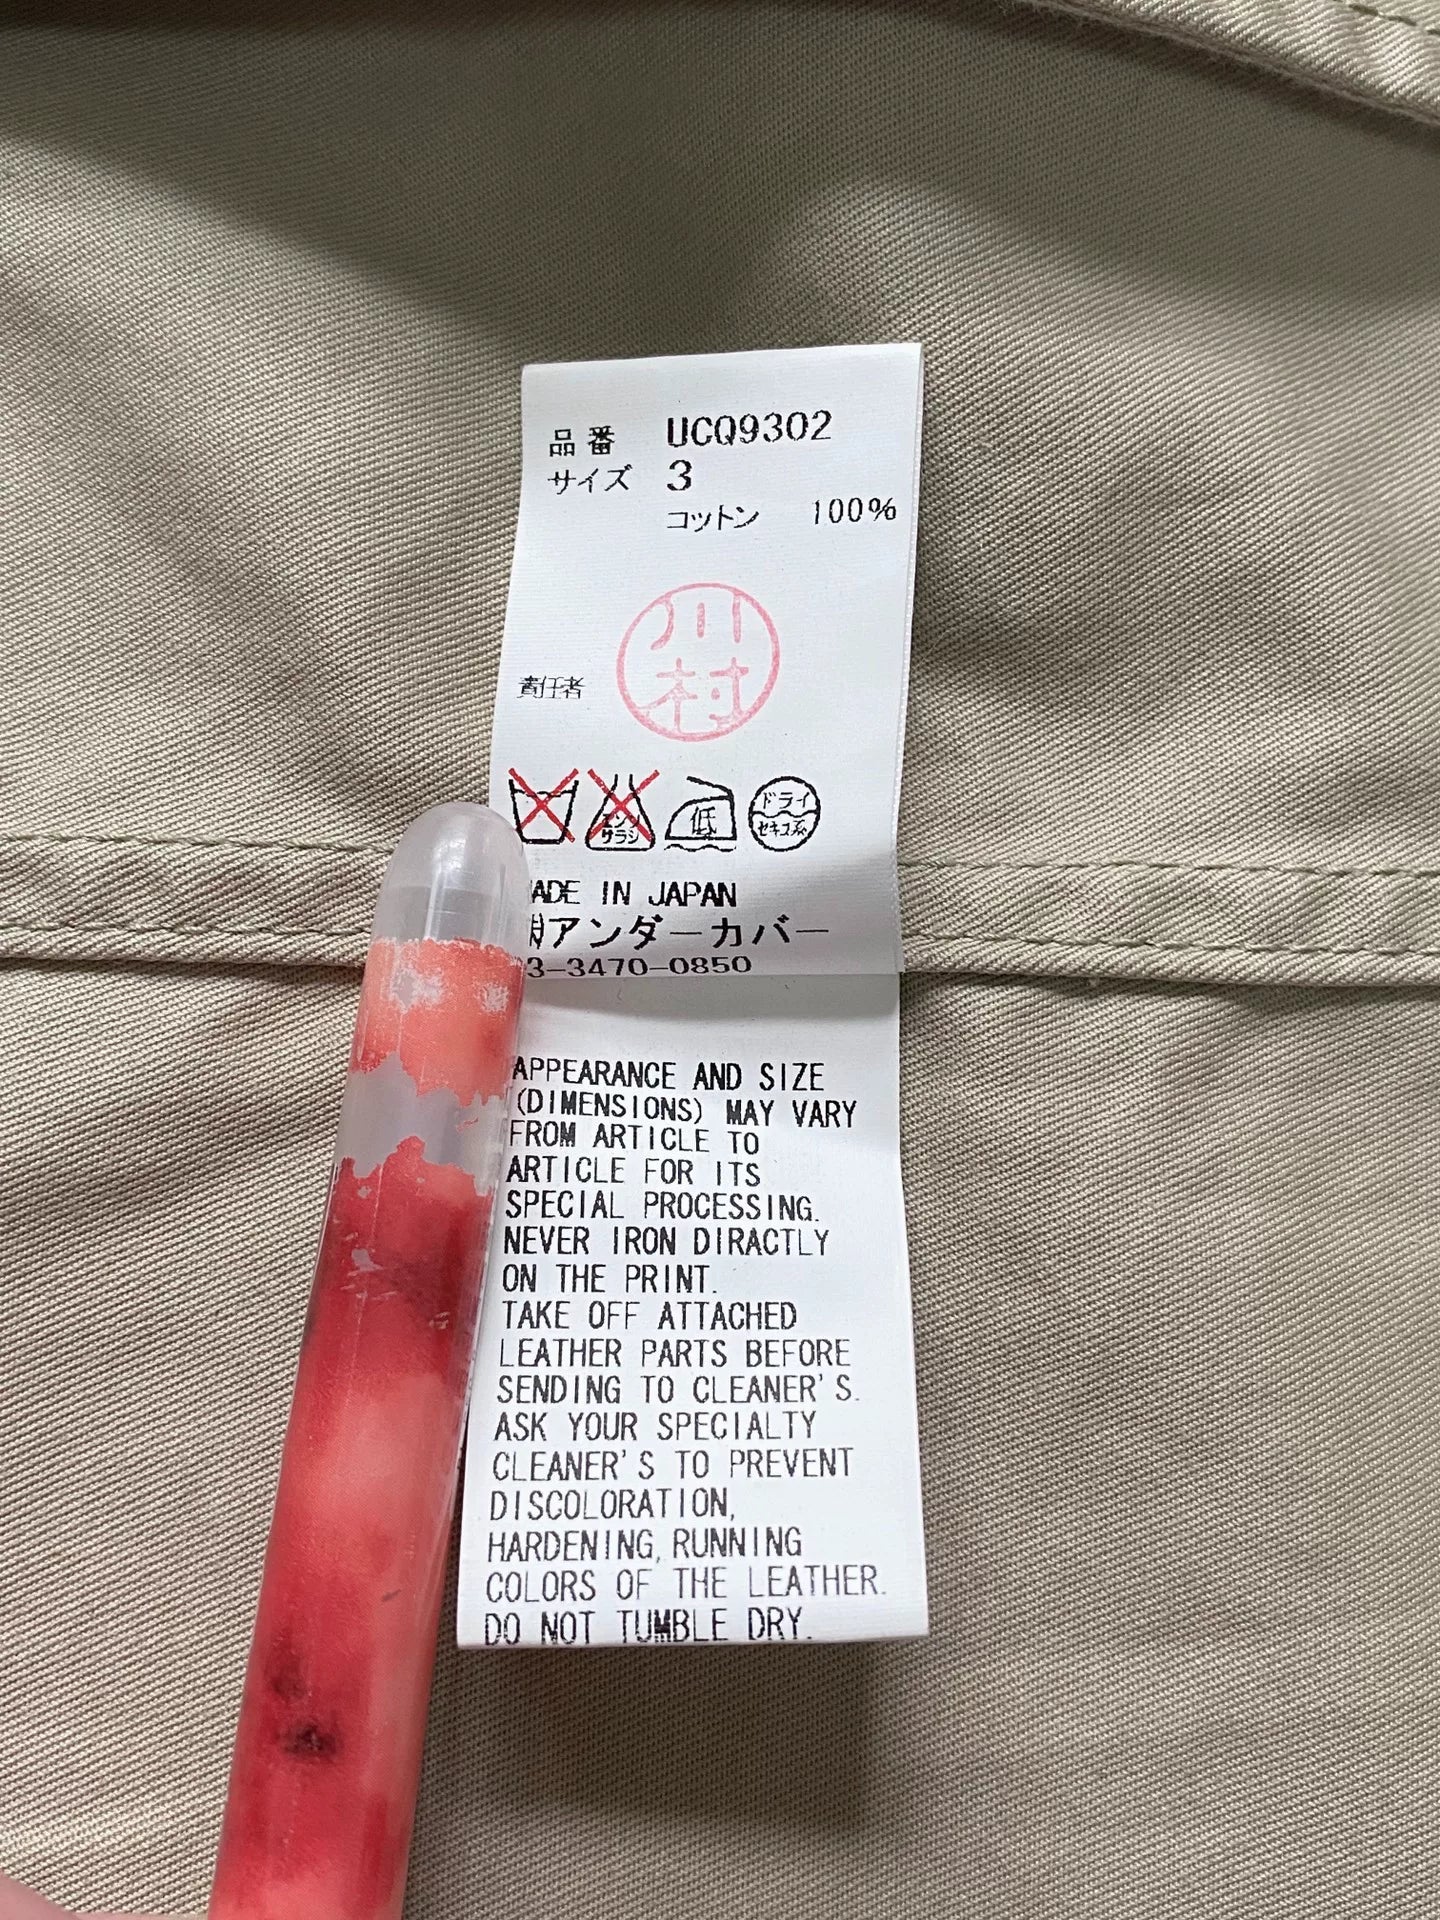 品番 UCQ9302
サイズ 3
コットン 100%
川村
責任者
エンソサラシ
低
ドライ
セキユ系
ADE IN JAPAN
アンダーカバー
3-3470-0850
APPEARANCE AND SIZE
(DIMENSIONS) MAY VARY
FROM ARTICLE TO
ARTICLE FOR ITS
SPECIAL PROCESSING.
NEVER IRON DIRACTLY
ON THE PRINT.
TAKE OFF ATTACHED
LEATHER PARTS BEFORE
SENDING TO CLEANER'S.
ASK YOUR SPECIALTY
CLEANER'S TO PREVENT
DISCOLORATION,
HARDENING, RUNNING
COLORS OF THE LEATHER.
DO NOT TUMBLE DRY.